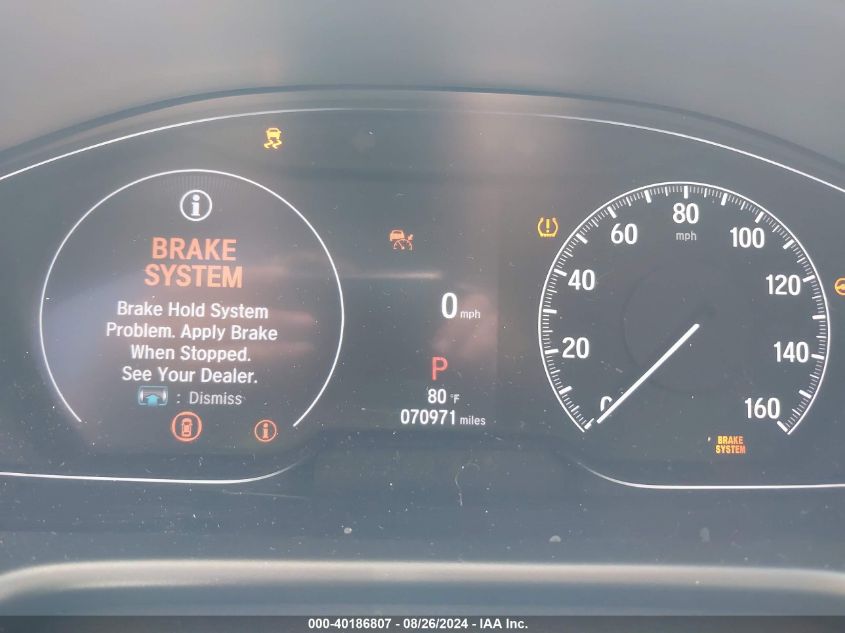 BRAKE
SYSTEM
Brake Hold System
Problem. Apply Brake
When Stopped.
See Your Dealer.
: Dismiss
0 mph
P
80 °F
070971 miles
0
20
40
60
80
mph
100
120
140
160
BRAKE
SYSTEM
000-40186807 - 08/26/2024 - IAA Inc.